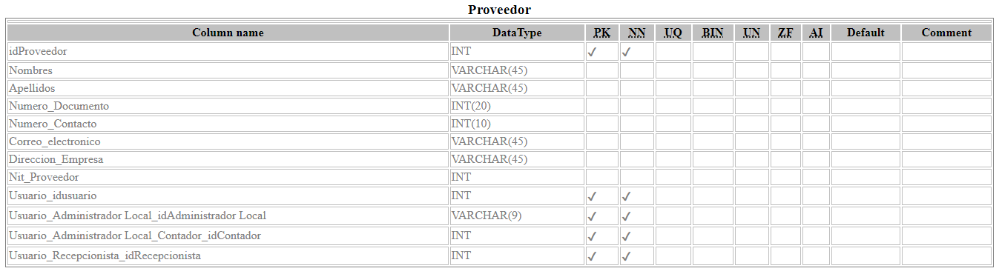 Proveedor
Column name DataType PK NN UQ BIN UN ZF AI Default Comment
idProveedor INT ✓ ✓
Nombres VARCHAR(45)
Apellidos VARCHAR(45)
Numero_Documento INT(20)
Numero_Contacto INT(10)
Correo_electronico VARCHAR(45)
Direccion_Empresa VARCHAR(45)
Nit_Proveedor INT
Usuario_idusuario INT ✓ ✓
Usuario_Administrador Local_idAdministrador Local VARCHAR(9) ✓ ✓
Usuario_Administrador Local_Contador_idContador INT ✓ ✓
Usuario_Recepcionista_idRecepcionista INT ✓ ✓